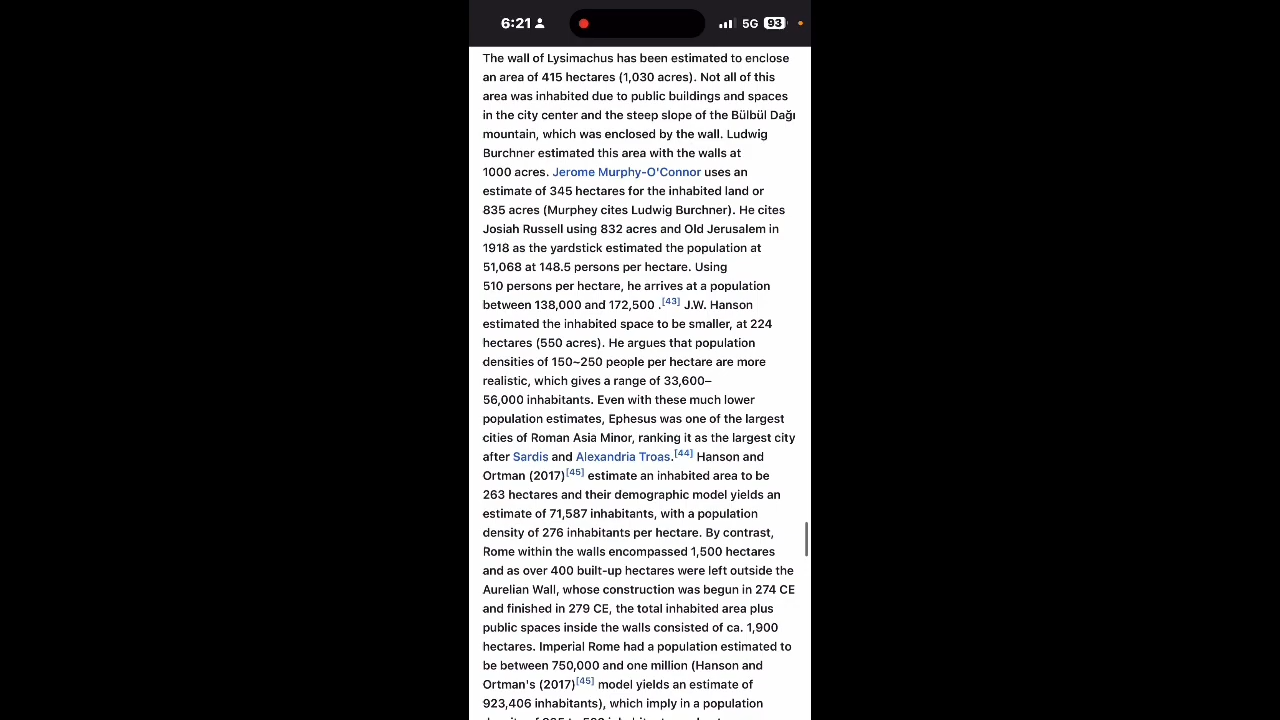 6:21
5G 93
The wall of Lysimachus has been estimated to enclose
an area of 415 hectares (1,030 acres). Not all of this
area was inhabited due to public buildings and spaces
in the city center and the steep slope of the Bülbül Dağı
mountain, which was enclosed by the wall. Ludwig
Burchner estimated this area with the walls at
1000 acres. Jerome Murphy-O'Connor uses an
estimate of 345 hectares for the inhabited land or
835 acres (Murphey cites Ludwig Burchner). He cites
Josiah Russell using 832 acres and Old Jerusalem in
1918 as the yardstick estimated the population at
51,068 at 148.5 persons per hectare. Using
510 persons per hectare, he arrives at a population
between 138,000 and 172,500 .[43] J.W. Hanson
estimated the inhabited space to be smaller, at 224
hectares (550 acres). He argues that population
densities of 150~250 people per hectare are more
realistic, which gives a range of 33,600–
56,000 inhabitants. Even with these much lower
population estimates, Ephesus was one of the largest
cities of Roman Asia Minor, ranking it as the largest city
after Sardis and Alexandria Troas.[44] Hanson and
Ortman (2017)[45] estimate an inhabited area to be
263 hectares and their demographic model yields an
estimate of 71,587 inhabitants, with a population
density of 276 inhabitants per hectare. By contrast,
Rome within the walls encompassed 1,500 hectares
and as over 400 built-up hectares were left outside the
Aurelian Wall, whose construction was begun in 274 CE
and finished in 279 CE, the total inhabited area plus
public spaces inside the walls consisted of ca. 1,900
hectares. Imperial Rome had a population estimated to
be between 750,000 and one million (Hanson and
Ortman's (2017)[45] model yields an estimate of
923,406 inhabitants), which imply in a population